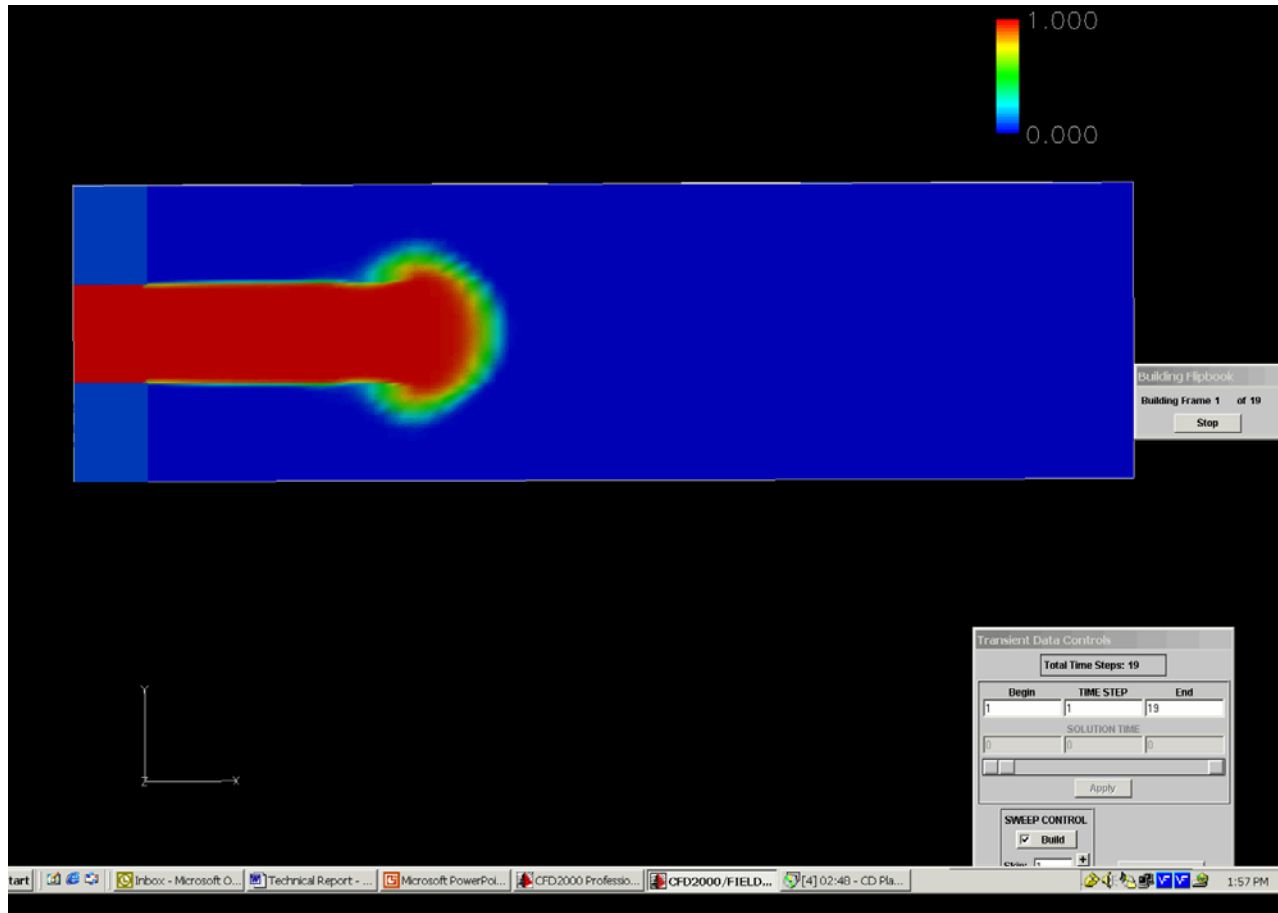 1.000
0.000
Building Flipbook
Building Frame 1 of 19
Stop
Y
Z X
Transient Data Controls
Total Time Steps: 19
Begin TIME STEP End
1 1 19
SOLUTION TIME
0 0 0
Apply
SWEEP CONTROL
Build
Skip: 1 +
tart Inbox - Microsoft O... Technical Report - ... Microsoft PowerPoi... CFD2000 Professio... CFD2000/FIELD... [4] 02:48 - CD Pla... 1:57 PM